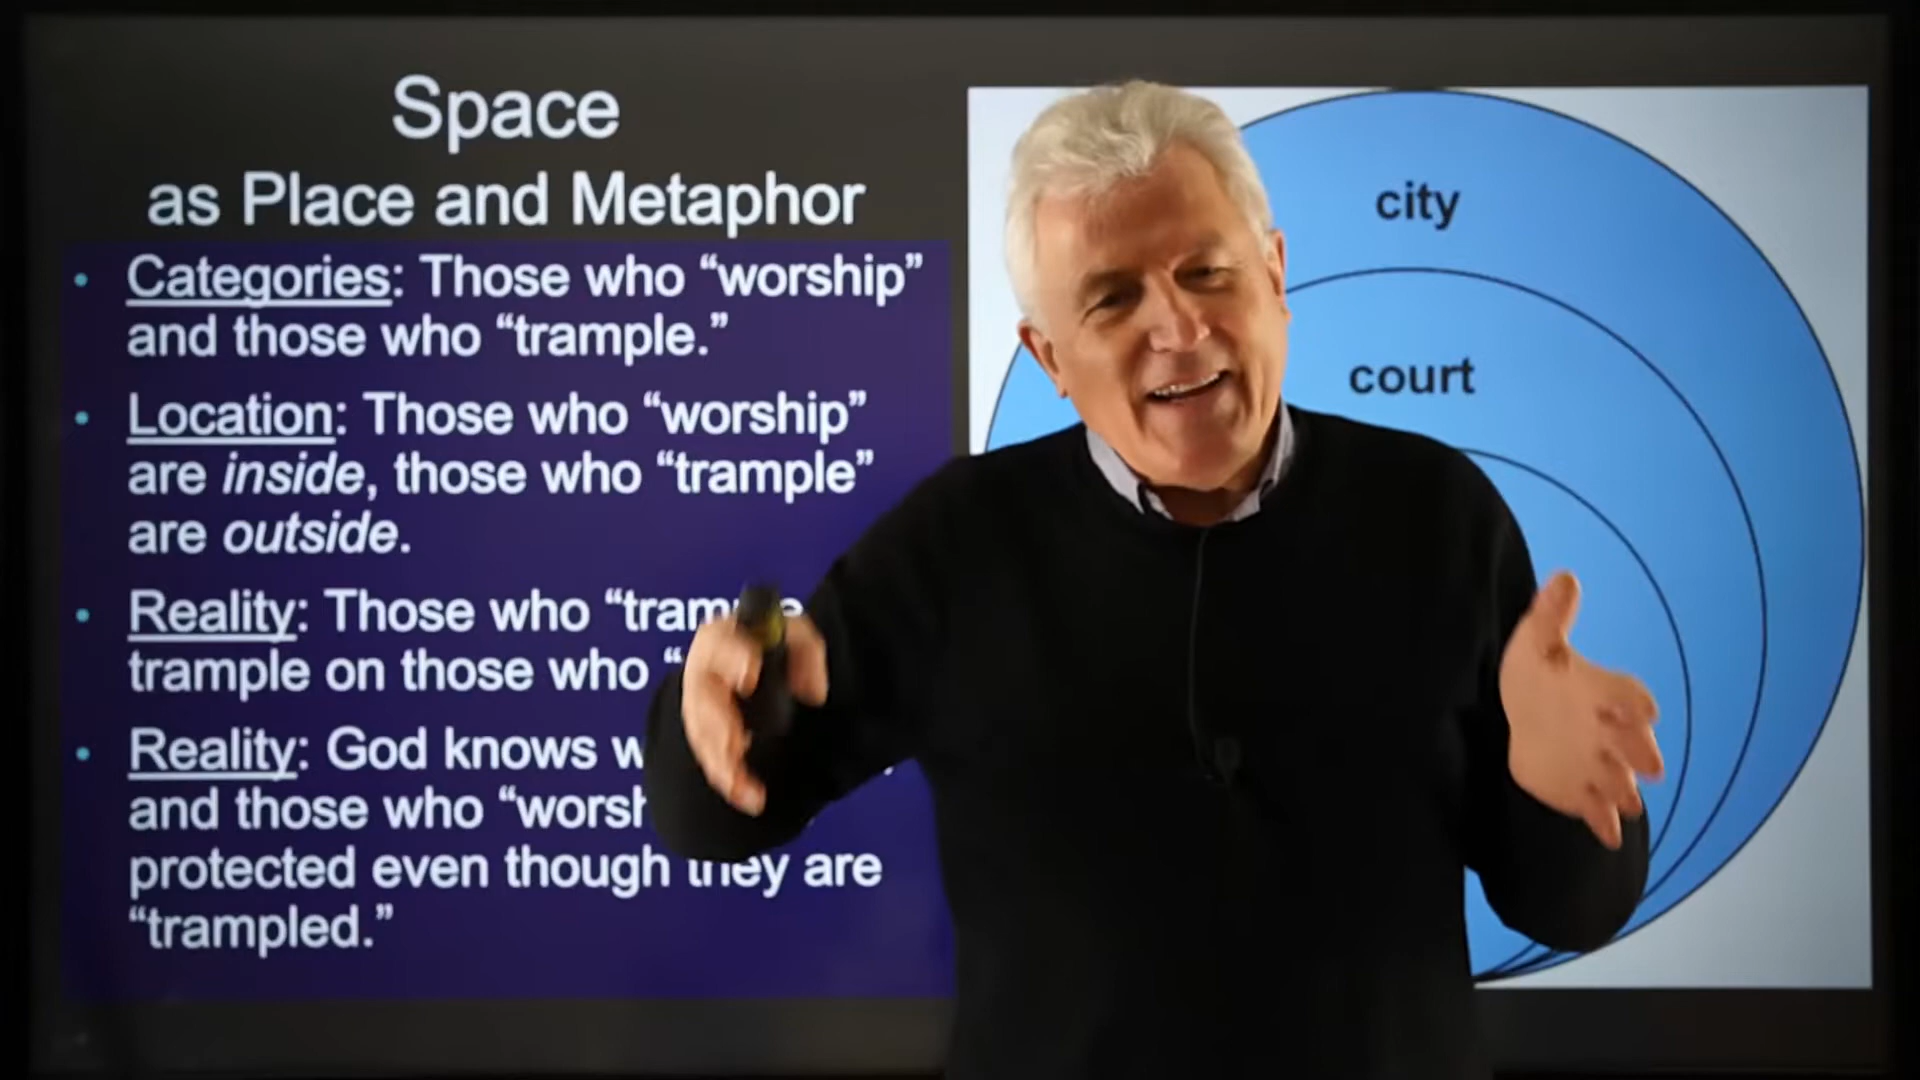 Space
as Place and Metaphor
• Categories: Those who “worship”
and those who “trample.”
• Location: Those who “worship”
are inside, those who “trample”
are outside.
• Reality: Those who
trample on those who “
• Reality: God knows
and those who
protected even though they are
“trampled.”
city
court